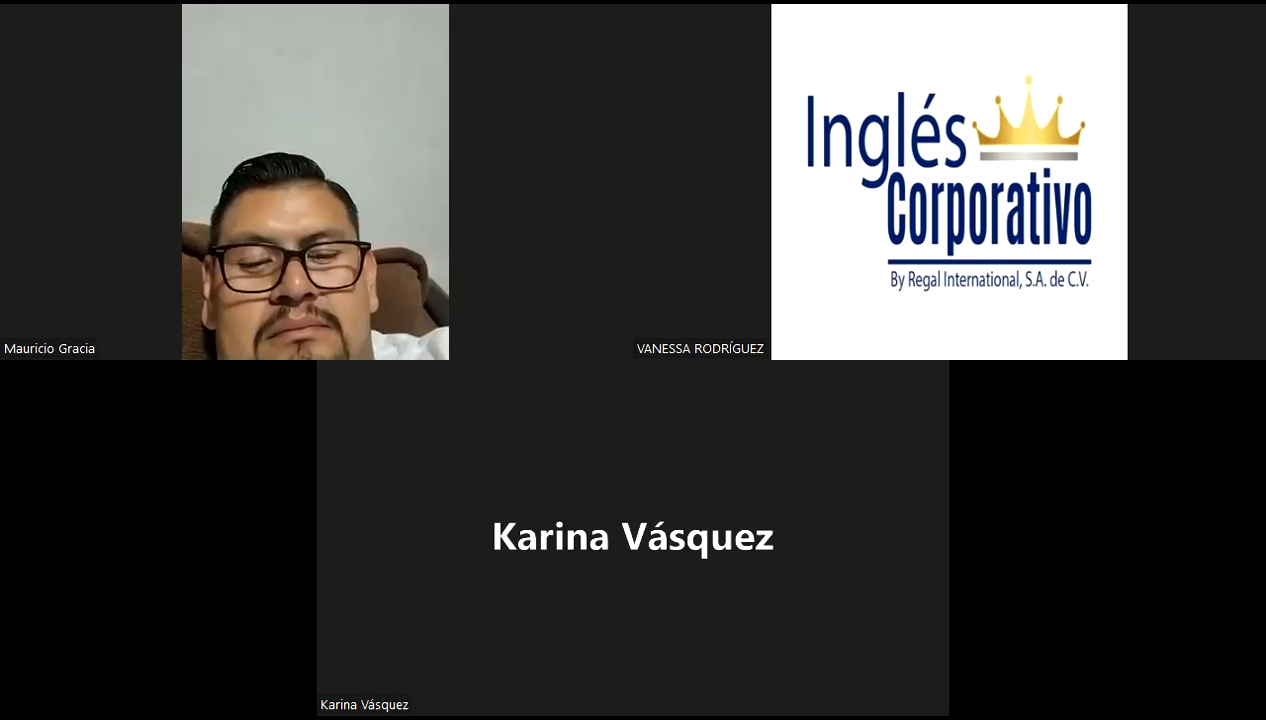 Inglés
Corporativo
By Regal International, S.A. de C.V.
Mauricio Gracia
VANESSA RODRÍGUEZ
Karina Vásquez
Karina Vásquez